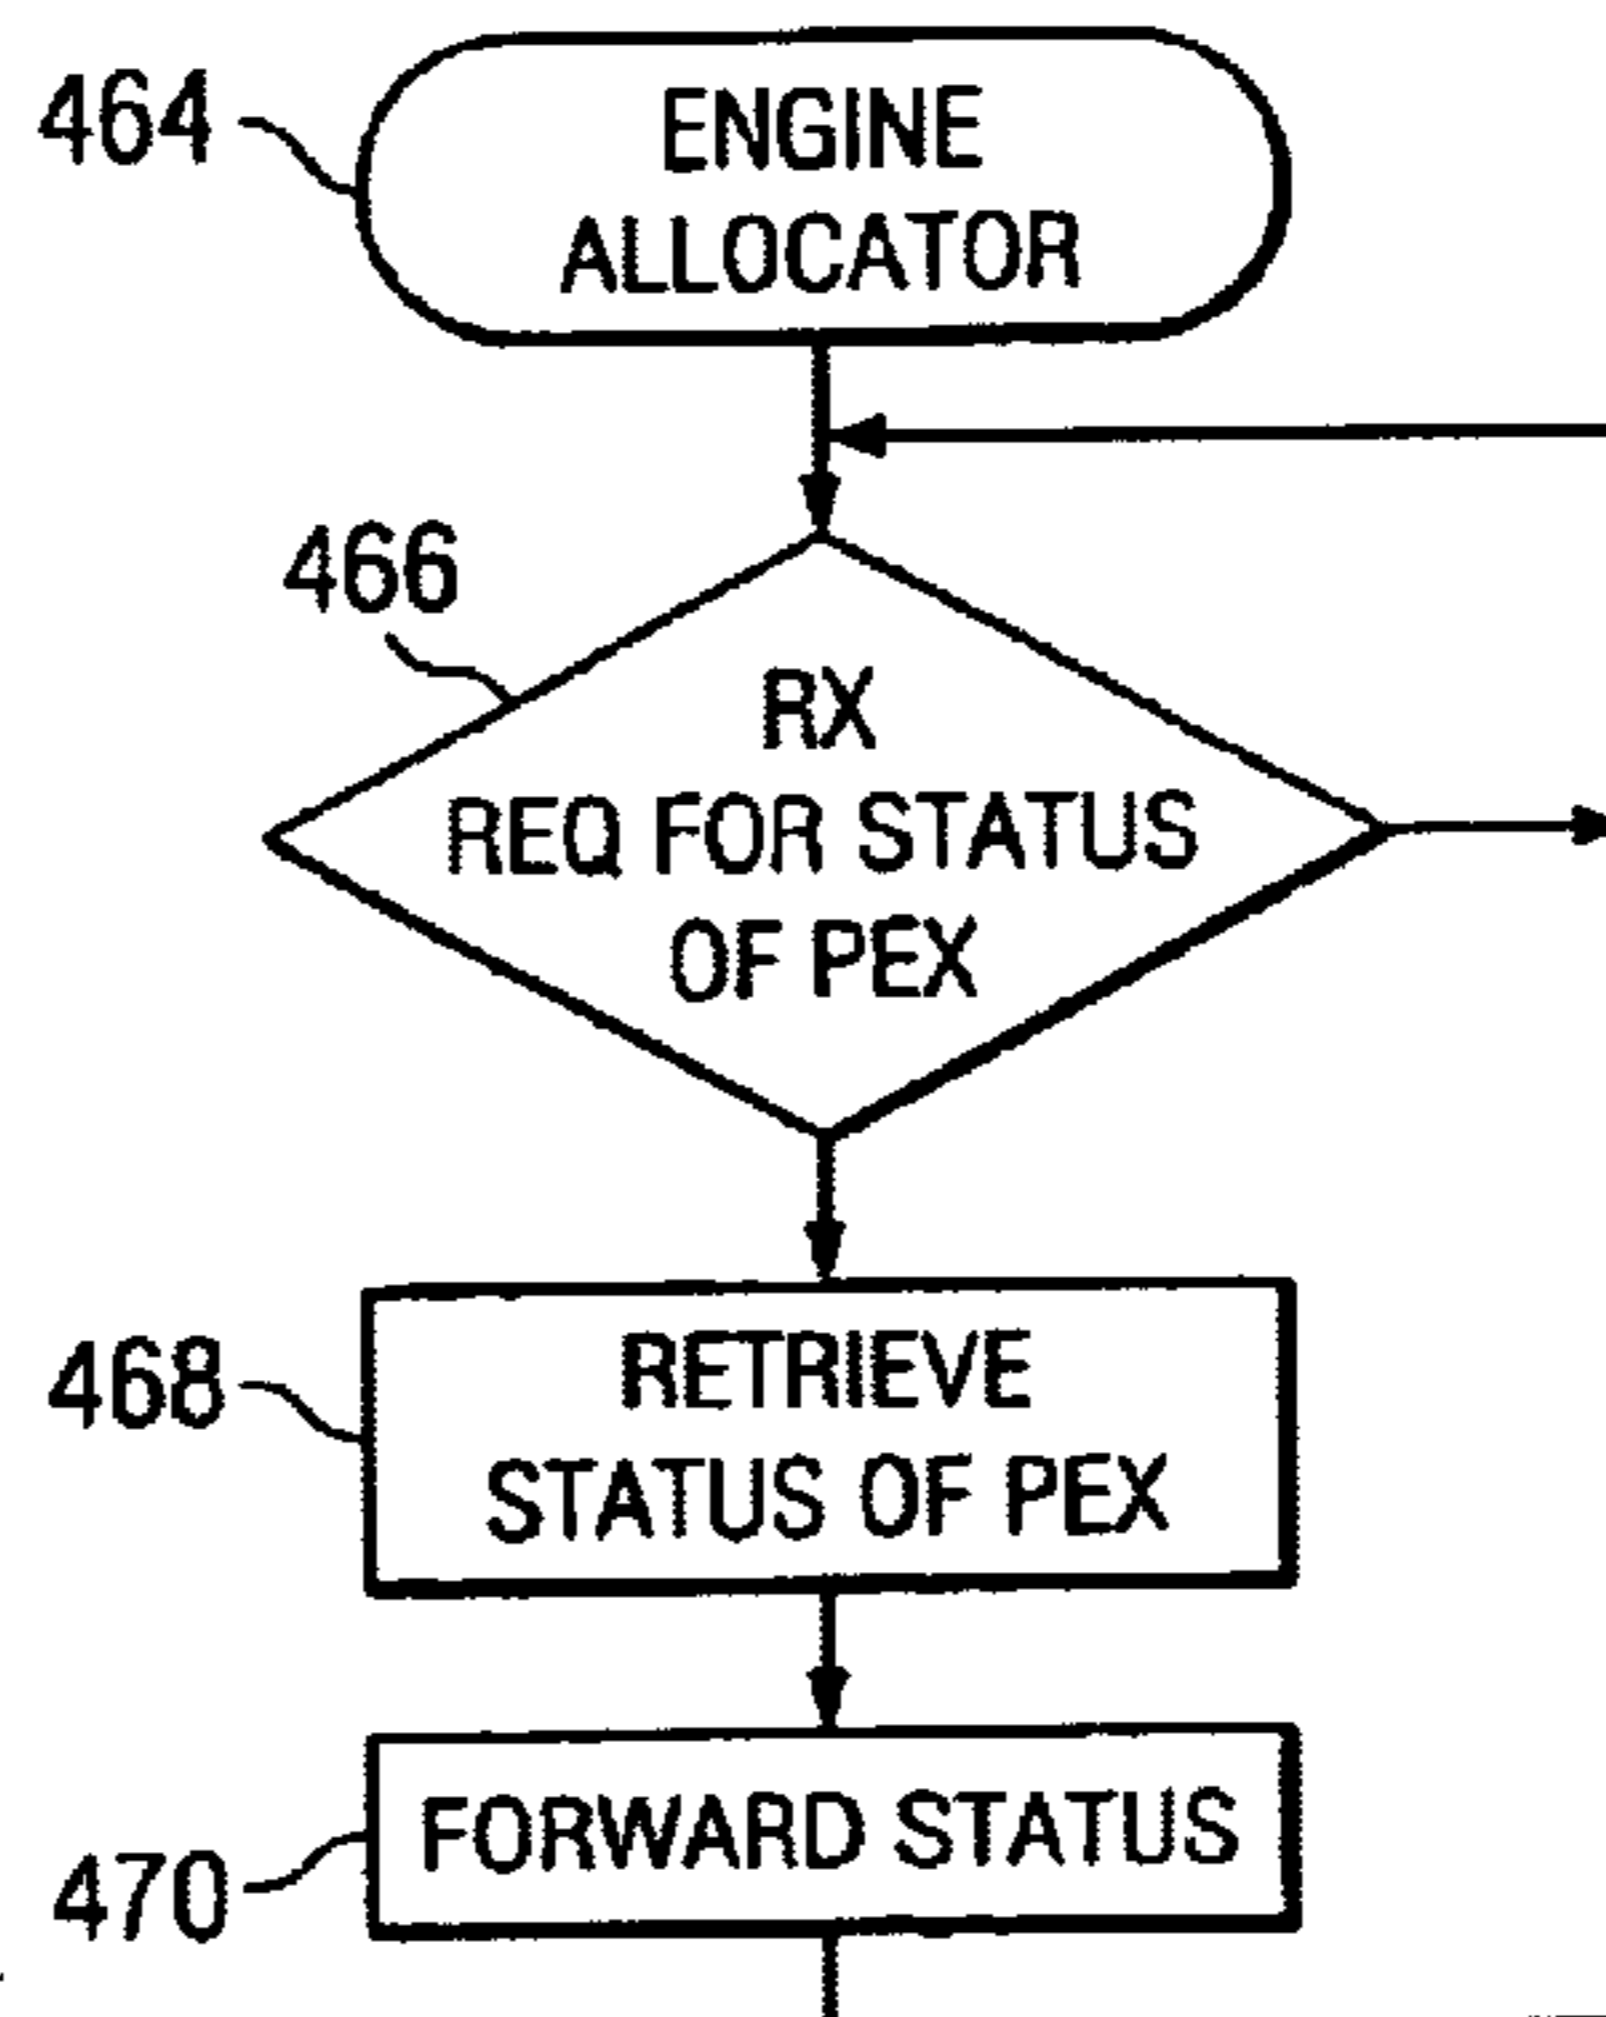 464
ENGINE
ALLOCATOR
466
RX
REQ FOR STATUS
OF PEX
468
RETRIEVE
STATUS OF PEX
470
FORWARD STATUS